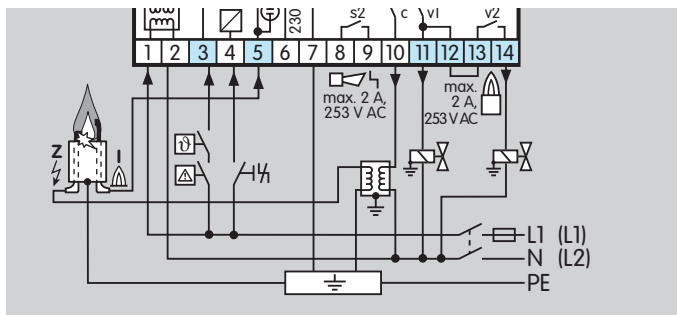 230
s2
c
v1
v2
1 2 3 4 5 6 7 8 9 10 11 12 13 14
max. 2 A,
253 V AC
max.
2 A,
253 V AC
Z
I
ϑ
L1 (L1)
N (L2)
PE